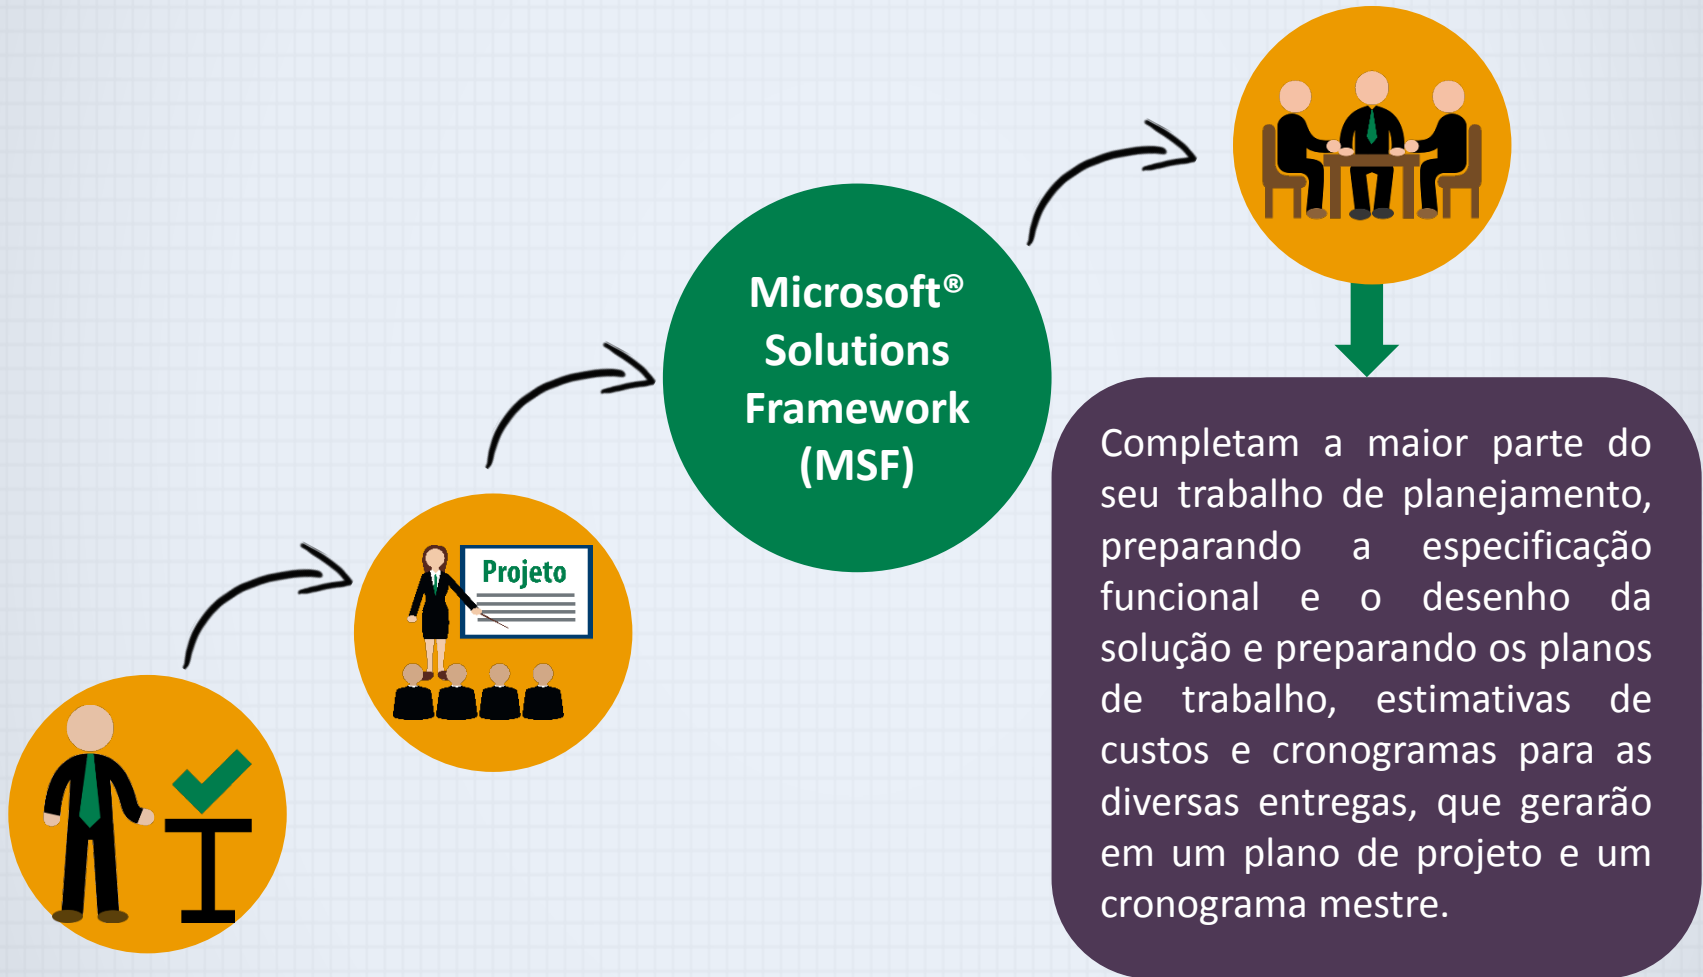 Microsoft®
Solutions
Framework
(MSF)
Projeto
Completam a maior parte do
seu trabalho de planejamento,
preparando a especificação
funcional e o desenho da
solução e preparando os planos
de trabalho, estimativas de
custos e cronogramas para as
diversas entregas, que gerarão
em um plano de projeto e um
cronograma mestre.